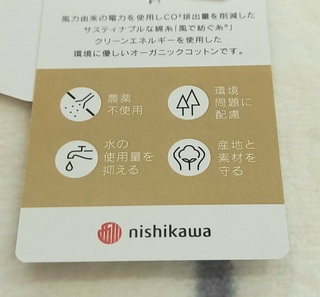 風力由来の電力を使用しCO²排出量を削減した
サスティナブルな綿糸「風で紡ぐ糸®」
クリーンエネルギーを使用した
環境に優しいオーガニックコットンです。
農薬
不使用
環境
問題に
配慮
水の
使用量を
抑える
産地と
素材を
守る
nishikawa